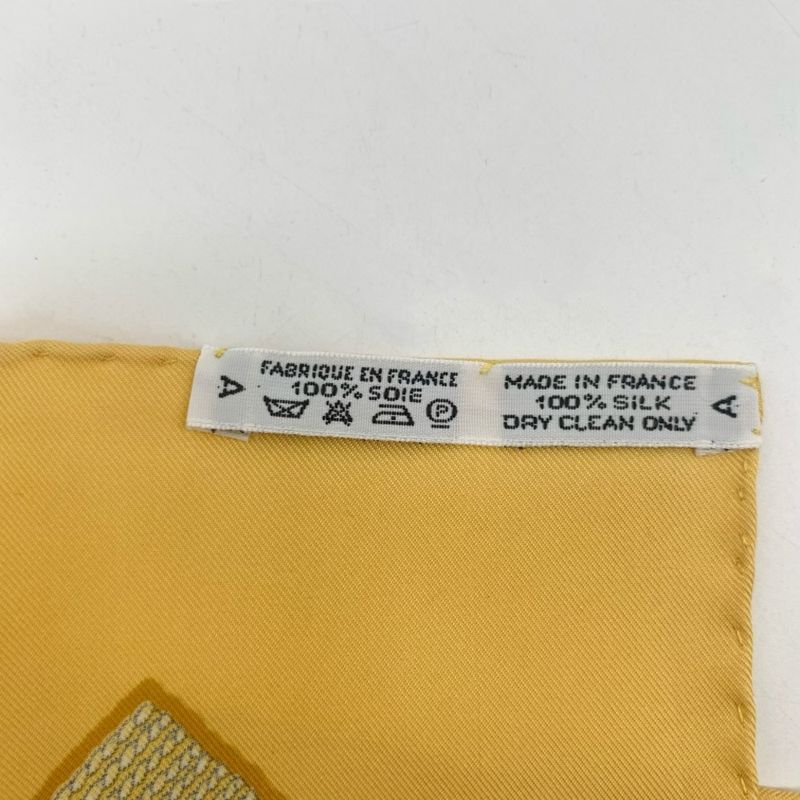 A
FABRIQUE EN FRANCE
100% SOIE
P
MADE IN FRANCE
100% SILK
DRY CLEAN ONLY
A